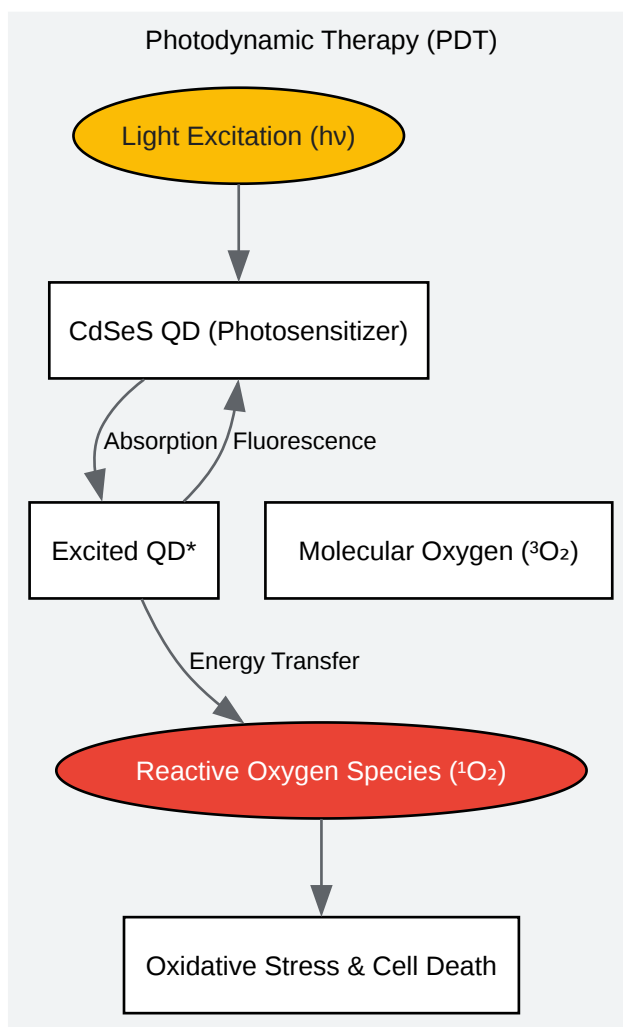 Photodynamic Therapy (PDT)
Light Excitation (hν)
CdSeS QD (Photosensitizer)
Absorption
Fluorescence
Excited QD*
Molecular Oxygen (³O₂)
Energy Transfer
Reactive Oxygen Species (¹O₂)
Oxidative Stress & Cell Death